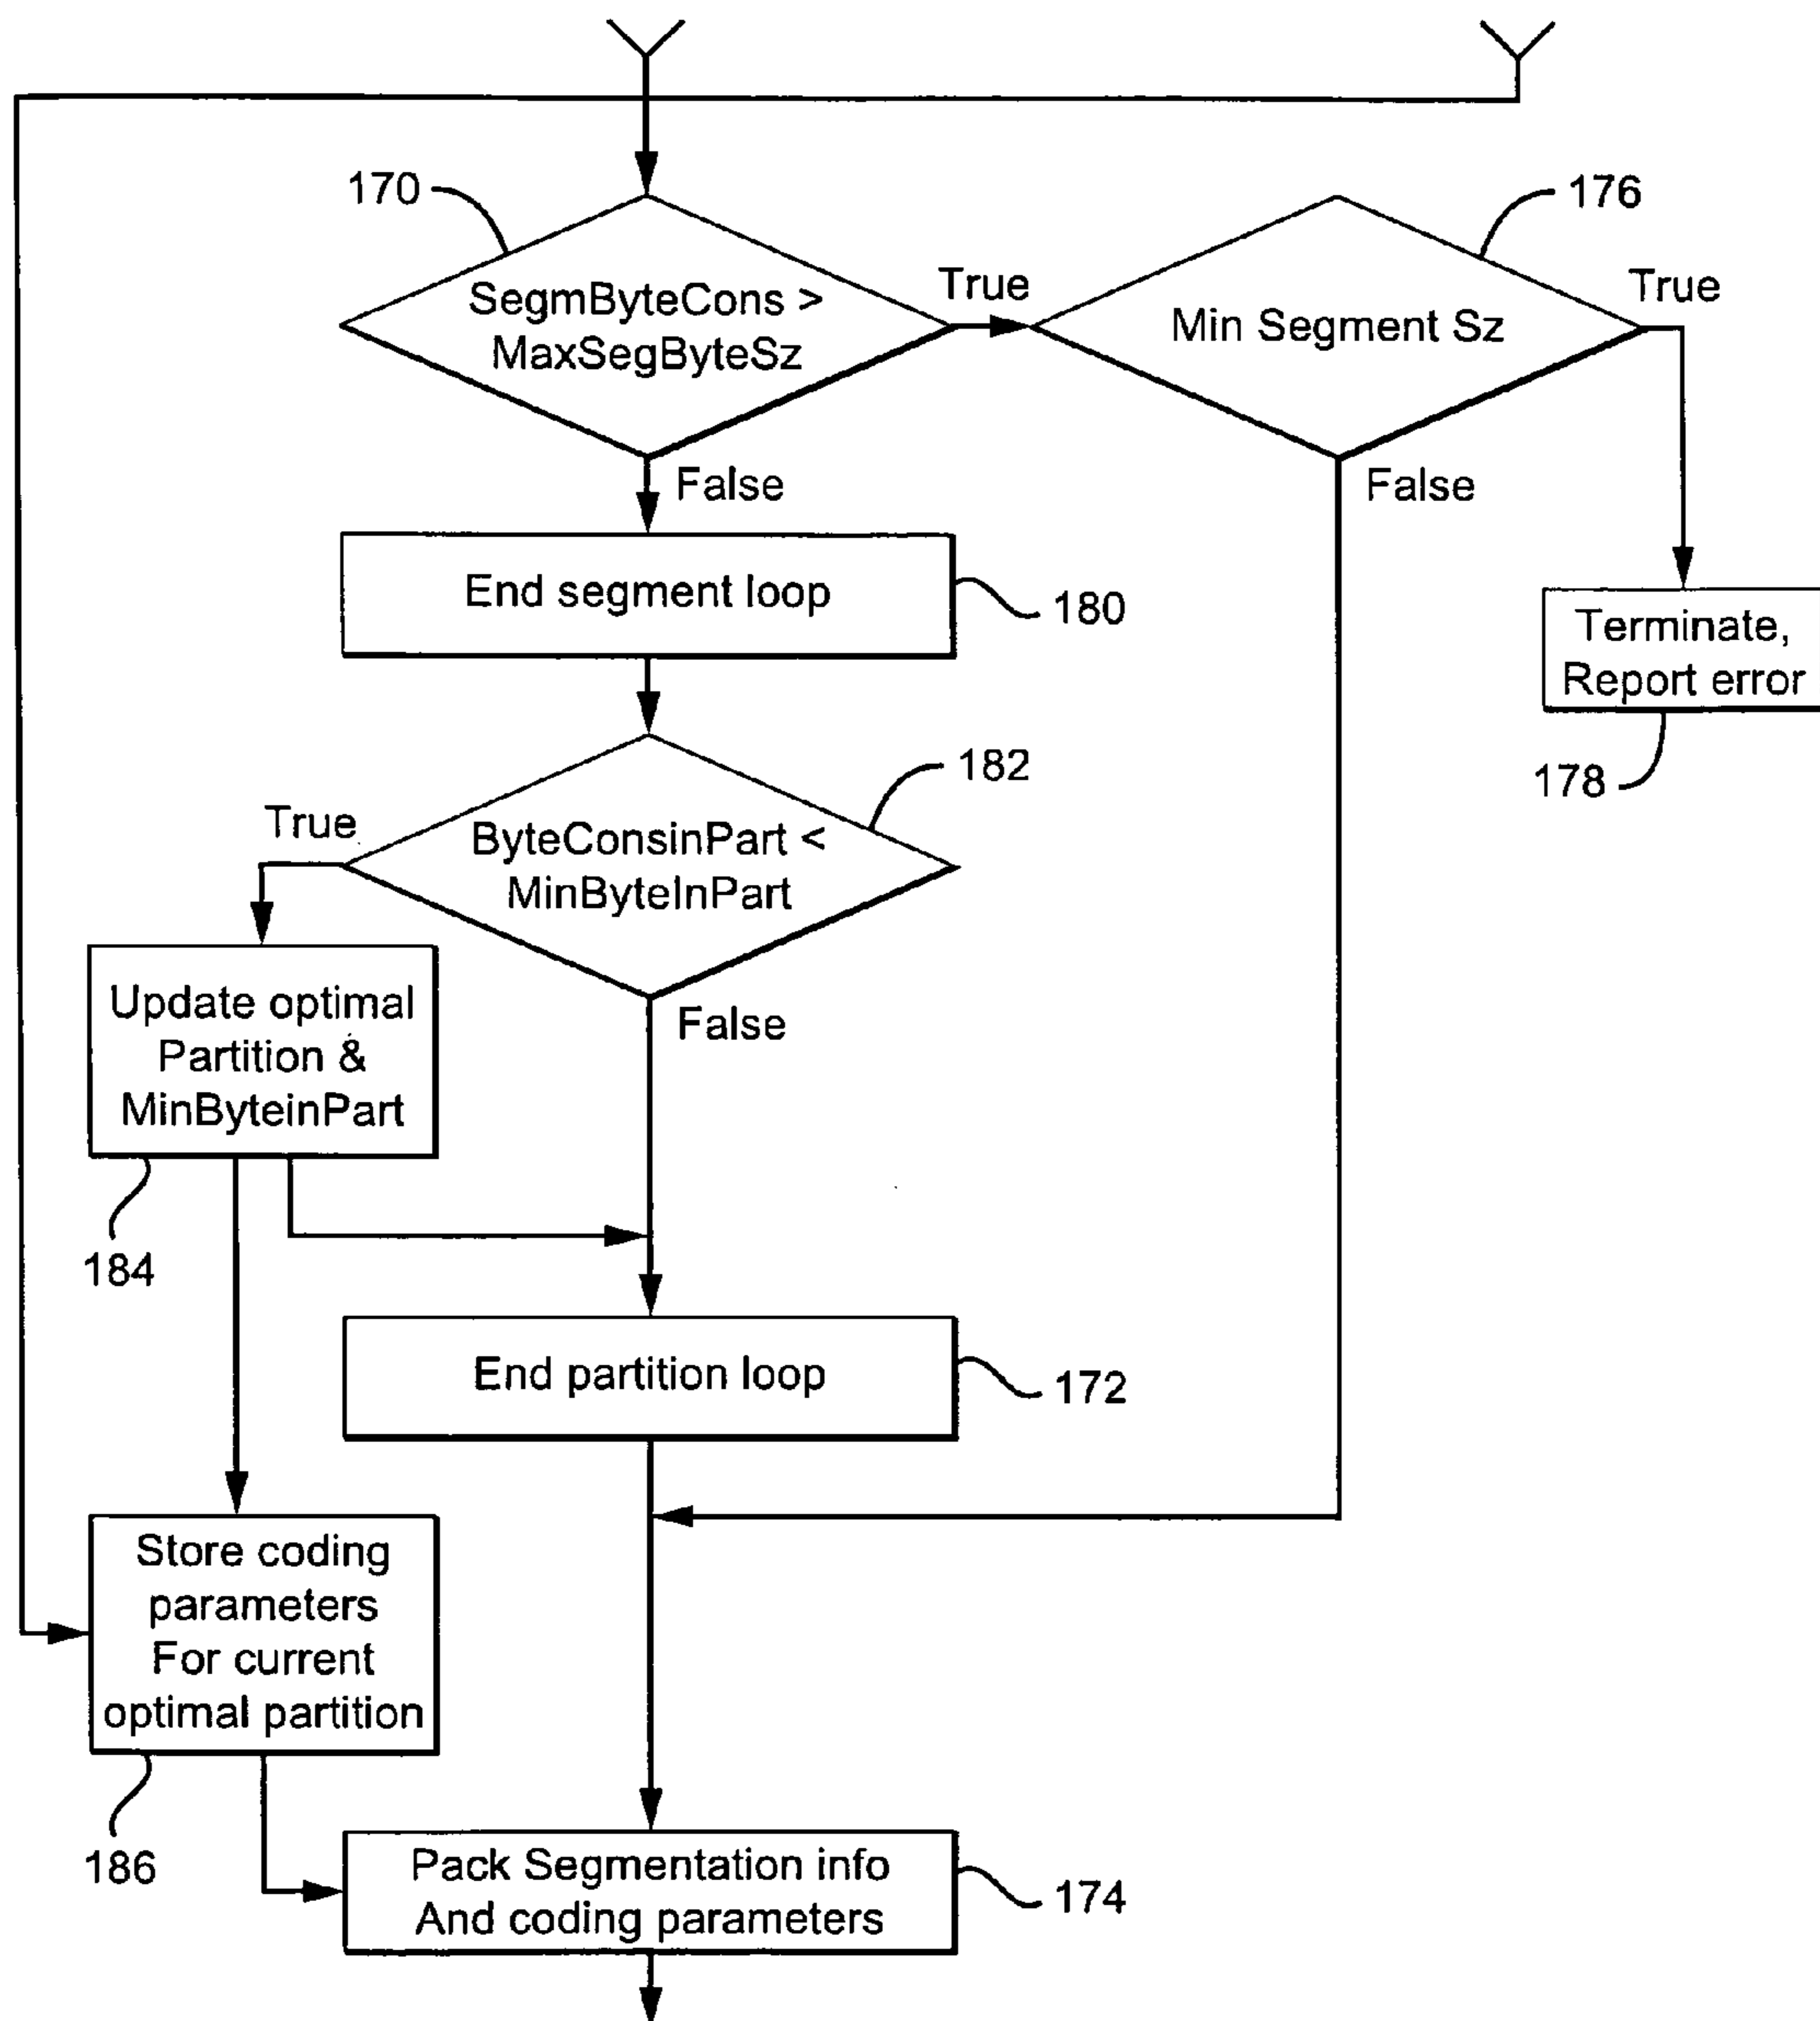 170
176
SegmByteCons >
MaxSegByteSz
True
Min Segment Sz
True
False
False
End segment loop
180
Terminate,
Report error
178
182
True
ByteConsinPart <
MinByteInPart
False
Update optimal
Partition &
MinByteinPart
184
End partition loop
172
Store coding
parameters
For current
optimal partition
186
Pack Segmentation info
And coding parameters
174